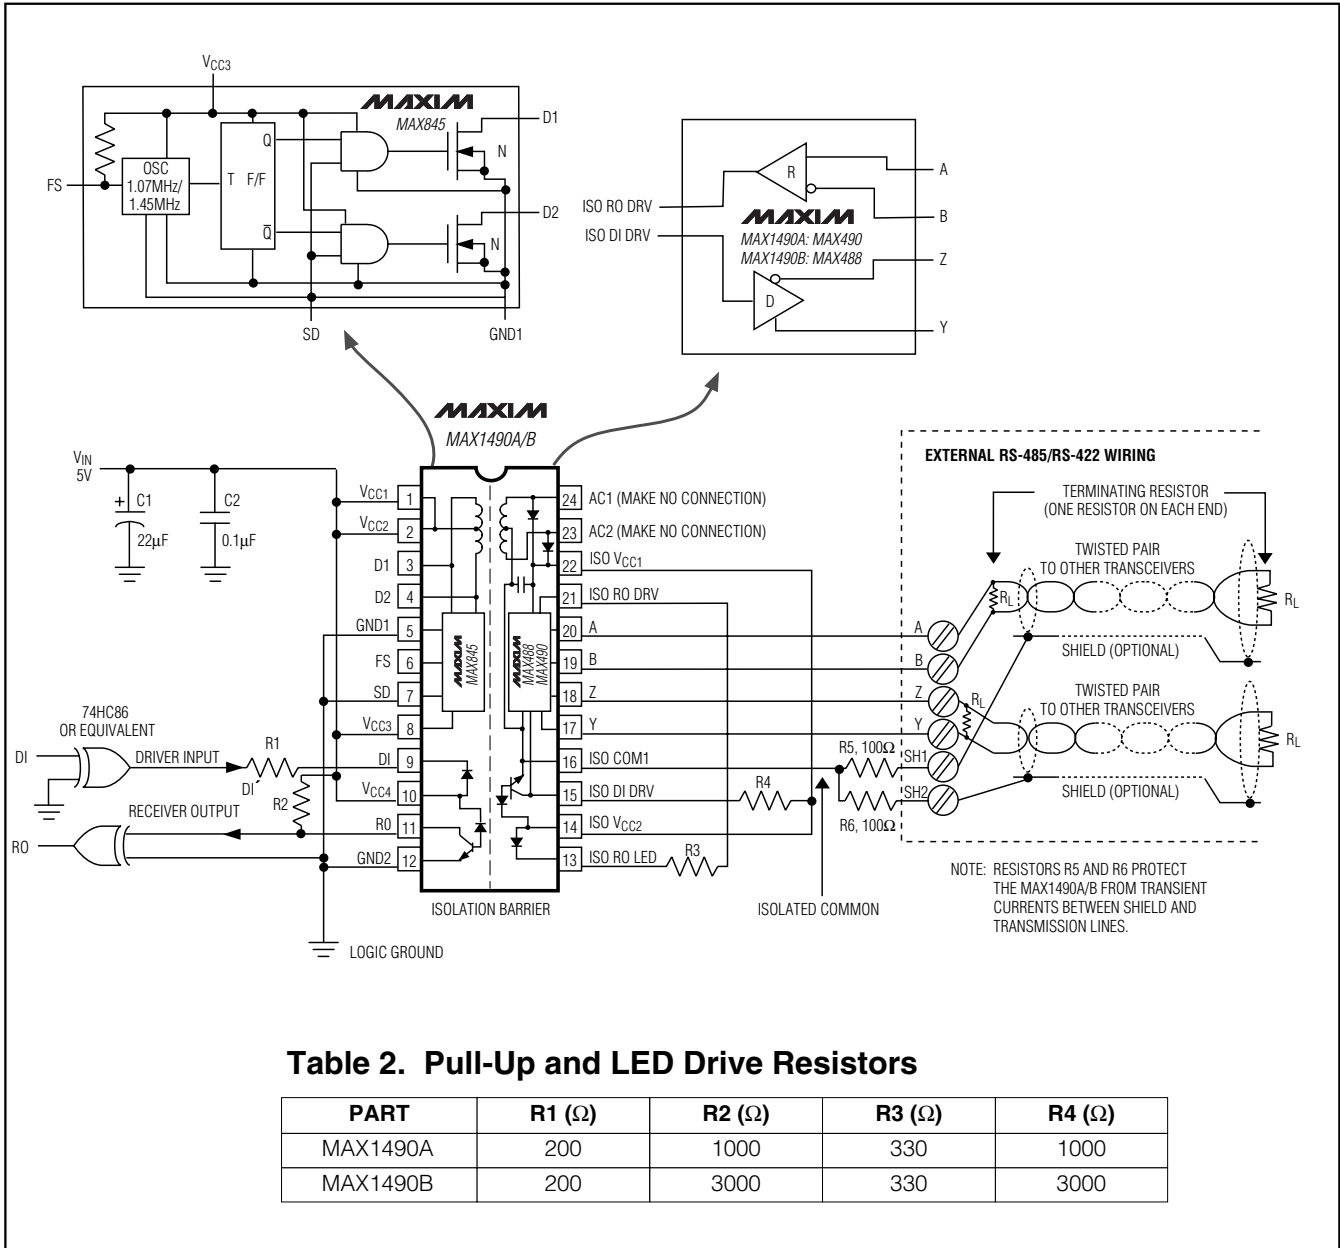 VCC3
MAXIM
MAX845
D1
Q
N
OSC
1.07MHz/
1.45MHz
T F/F
FS
D2
Q̅
N
SD
GND1
A
R
ISO RO DRV
B
MAXIM
ISO DI DRV
MAX1490A: MAX490
MAX1490B: MAX488
Z
D
Y
MAXIM
MAX1490A/B
VIN
5V
+ C1
22µF
C2
0.1µF
VCC1 1
VCC2 2
D1 3
D2 4
GND1 5
FS 6
SD 7
VCC3 8
DI 9
VCC4 10
R0 11
GND2 12
MAXIM
MAX845
MAXIM
MAX488
MAX490
24 AC1 (MAKE NO CONNECTION)
23 AC2 (MAKE NO CONNECTION)
22 ISO VCC1
21 ISO RO DRV
20 A
19 B
18 Z
17 Y
16 ISO COM1
15 ISO DI DRV
14 ISO VCC2
13 ISO RO LED
74HC86
OR EQUIVALENT
DI
DRIVER INPUT
R1
DI´
R2
RECEIVER OUTPUT
RO
ISOLATION BARRIER
LOGIC GROUND
R3
R4
R5, 100Ω
R6, 100Ω
ISOLATED COMMON
EXTERNAL RS-485/RS-422 WIRING
TERMINATING RESISTOR
(ONE RESISTOR ON EACH END)
TWISTED PAIR
TO OTHER TRANSCEIVERS
RL
RL
A
SHIELD (OPTIONAL)
B
TWISTED PAIR
TO OTHER TRANSCEIVERS
Z
RL
Y
RL
SH1
SHIELD (OPTIONAL)
SH2
NOTE: RESISTORS R5 AND R6 PROTECT
THE MAX1490A/B FROM TRANSIENT
CURRENTS BETWEEN SHIELD AND
TRANSMISSION LINES.
Table 2. Pull-Up and LED Drive Resistors
PART R1 (Ω) R2 (Ω) R3 (Ω) R4 (Ω)
MAX1490A 200 1000 330 1000
MAX1490B 200 3000 330 3000